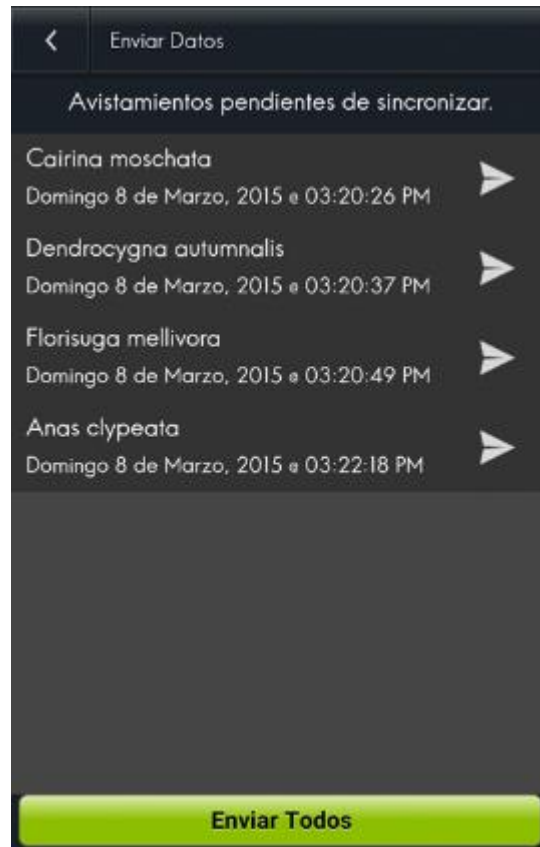 Enviar Datos
Avistamientos pendientes de sincronizar.
Cairina moschata
Domingo 8 de Marzo, 2015 a 03:20:26 PM
Dendrocygna autumnalis
Domingo 8 de Marzo, 2015 a 03:20:37 PM
Florisuga mellivora
Domingo 8 de Marzo, 2015 a 03:20:49 PM
Anas clypeata
Domingo 8 de Marzo, 2015 a 03:22:18 PM
Enviar Todos